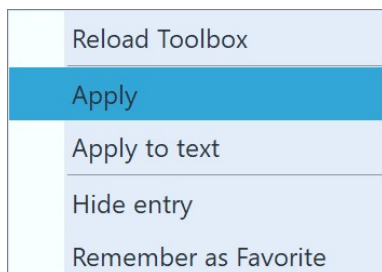 Reload Toolbox
Apply
Apply to text
Hide entry
Remember as Favorite